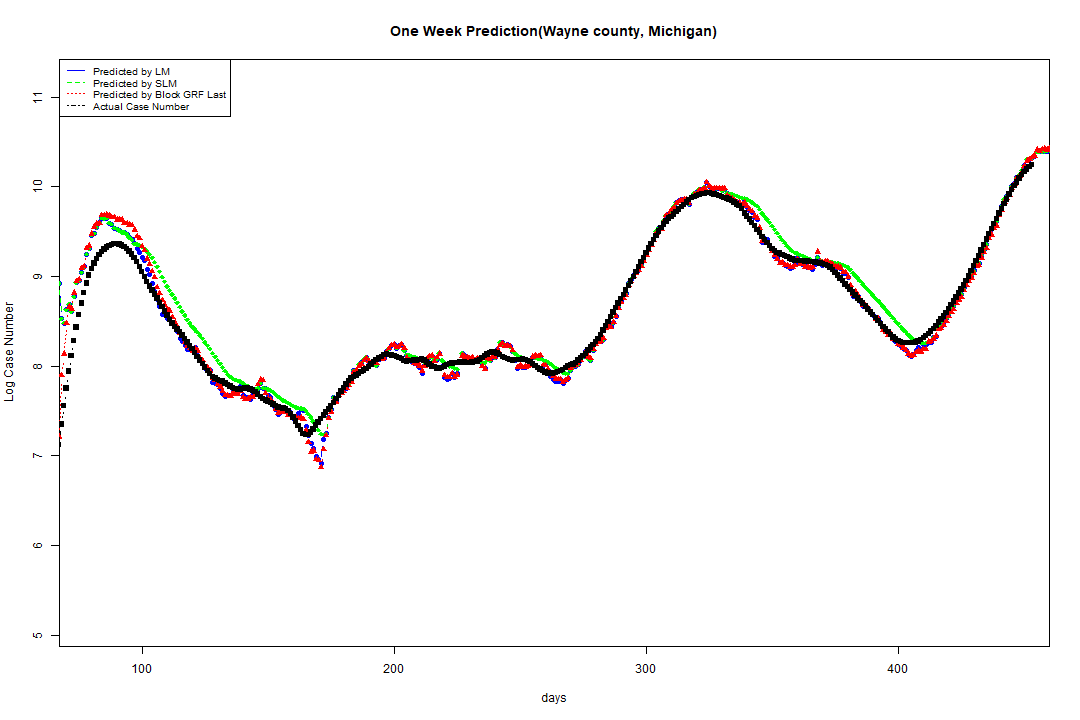 One Week Prediction(Wayne county, Michigan)
Predicted by LM
Predicted by SLM
Predicted by Block GRF Last
Actual Case Number
11
10
9
8
7
6
5
Log Case Number
100 200 300 400
days